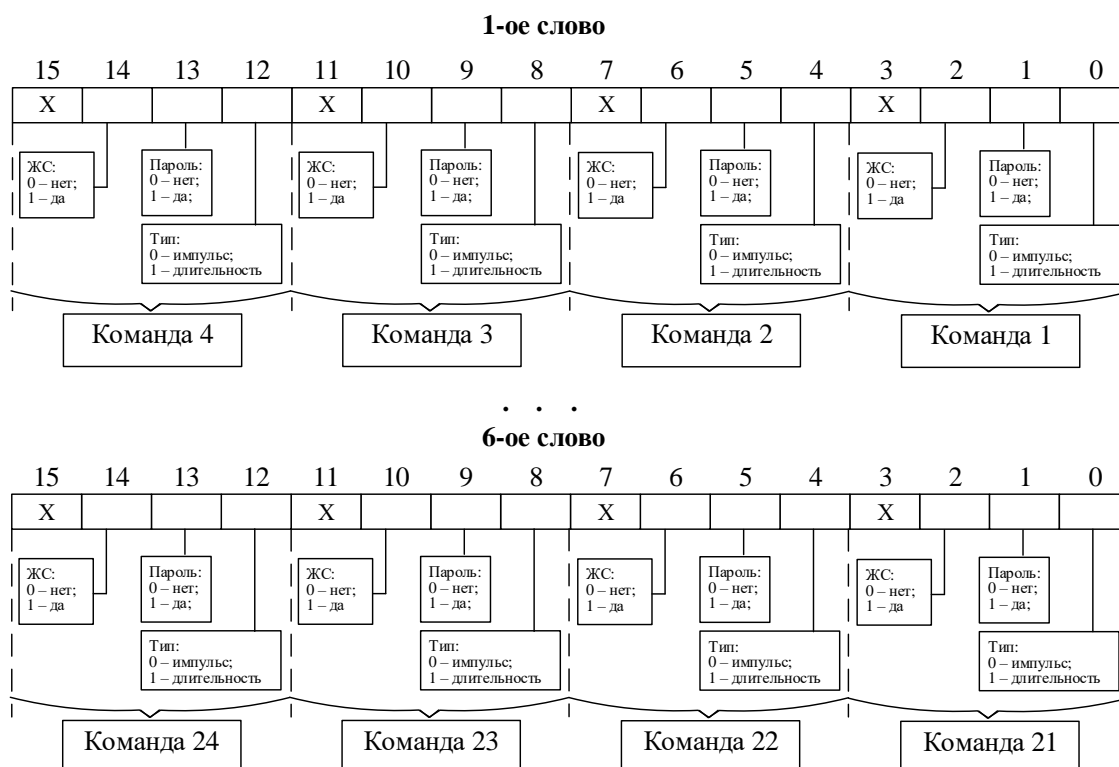 1-ое слово
15 14 13 12 11 10 9 8 7 6 5 4 3 2 1 0
X X X X
ЖС:
0 – нет;
1 – да
Пароль:
0 – нет;
1 – да;
Тип:
0 – импульс;
1 – длительность
ЖС:
0 – нет;
1 – да
Пароль:
0 – нет;
1 – да;
Тип:
0 – импульс;
1 – длительность
ЖС:
0 – нет;
1 – да
Пароль:
0 – нет;
1 – да;
Тип:
0 – импульс;
1 – длительность
ЖС:
0 – нет;
1 – да
Пароль:
0 – нет;
1 – да;
Тип:
0 – импульс;
1 – длительность
Команда 4 Команда 3 Команда 2 Команда 1
. . .
6-ое слово
15 14 13 12 11 10 9 8 7 6 5 4 3 2 1 0
X X X X
ЖС:
0 – нет;
1 – да
Пароль:
0 – нет;
1 – да;
Тип:
0 – импульс;
1 – длительность
ЖС:
0 – нет;
1 – да
Пароль:
0 – нет;
1 – да;
Тип:
0 – импульс;
1 – длительность
ЖС:
0 – нет;
1 – да
Пароль:
0 – нет;
1 – да;
Тип:
0 – импульс;
1 – длительность
ЖС:
0 – нет;
1 – да
Пароль:
0 – нет;
1 – да;
Тип:
0 – импульс;
1 – длительность
Команда 24 Команда 23 Команда 22 Команда 21